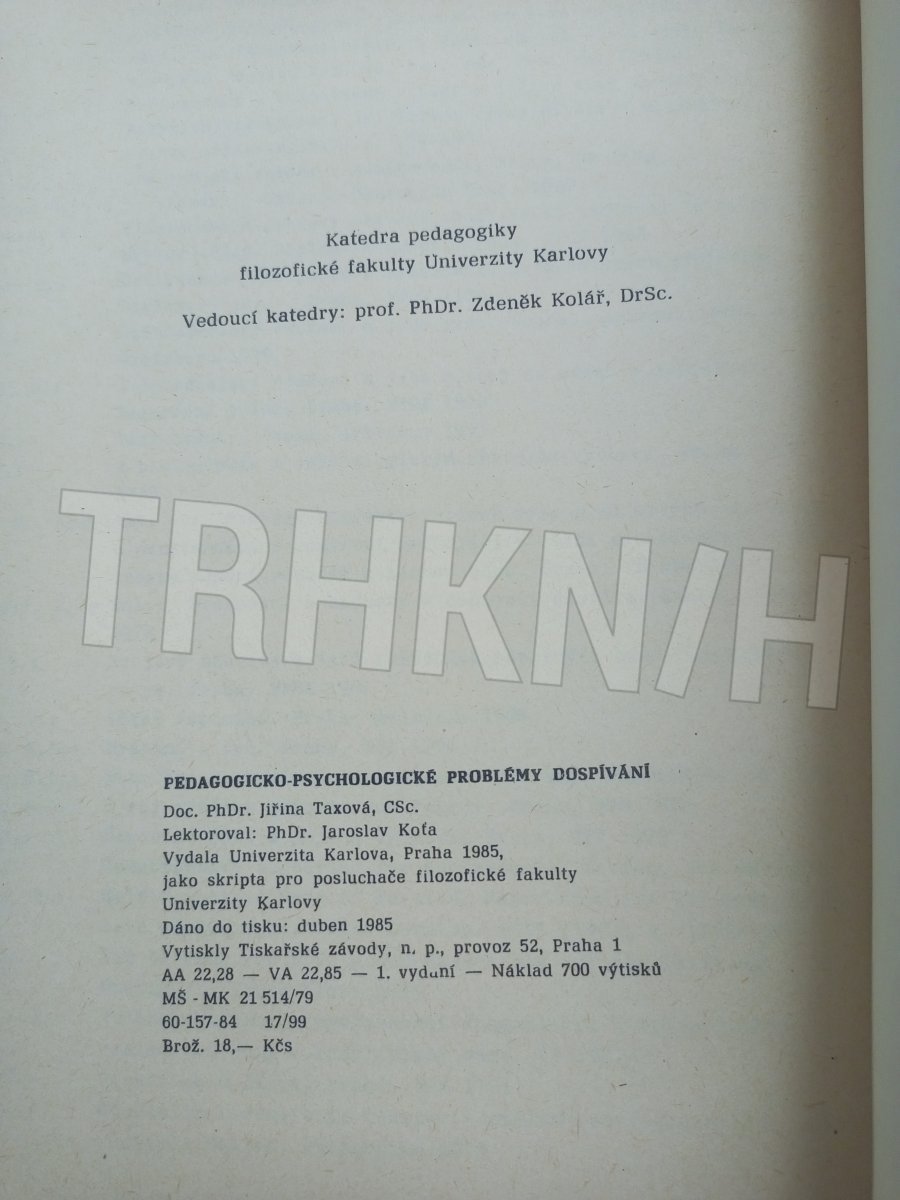 Katedra pedagogiky
filozofické fakulty Univerzity Karlovy
Vedoucí katedry: prof. PhDr. Zdeněk Kolář, DrSc.
TRHKN/H
PEDAGOGICKO-PSYCHOLOGICKÉ PROBLÉMY DOSPÍVÁNÍ
Doc. PhDr. Jiřina Taxová, CSc.
Lektoroval: PhDr. Jaroslav Koťa
Vydala Univerzita Karlova, Praha 1985,
jako skripta pro posluchače filozofické fakulty
Univerzity Karlovy
Dáno do tisku: duben 1985
Vytiskly Tiskařské závody, n. p., provoz 52, Praha 1
AA 22,28 — VA 22,85 — 1. vydání — Náklad 700 výtisků
MŠ - MK 21 514/79
60-157-84 17/99
Brož. 18,— Kčs